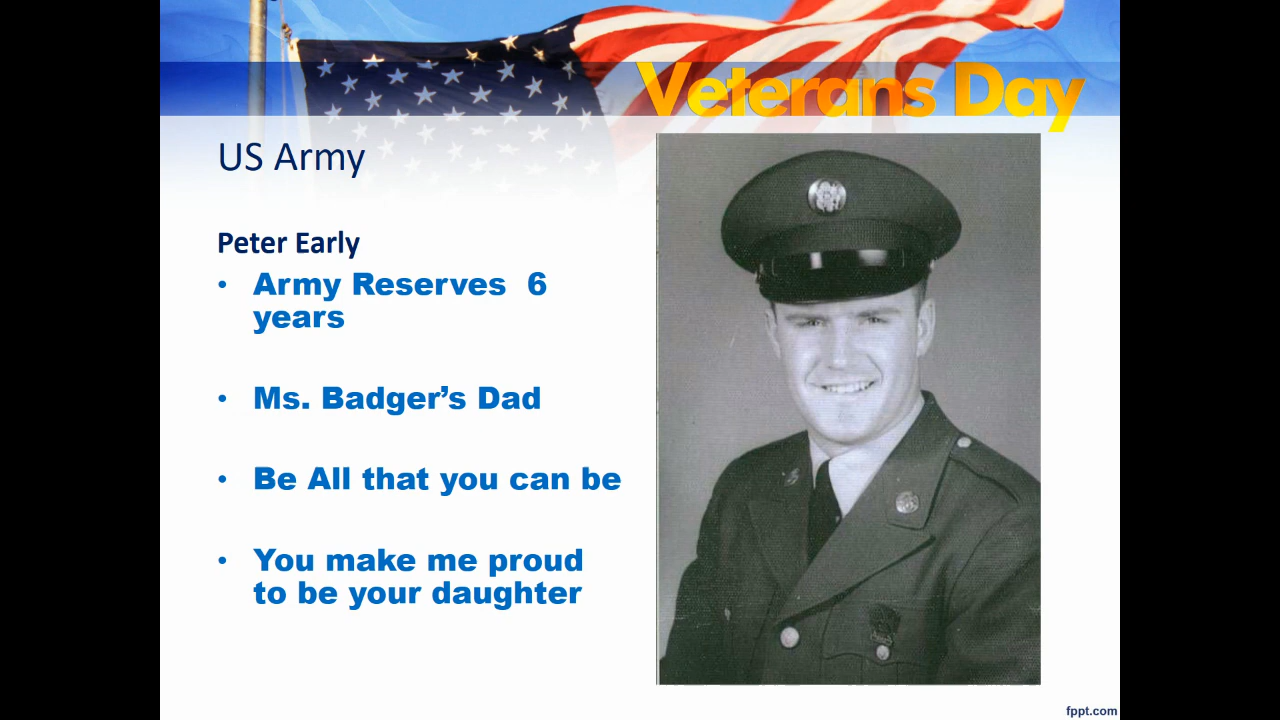 Veterans Day
US Army
Peter Early
• Army Reserves  6
years
• Ms. Badger’s Dad
• Be All that you can be
• You make me proud
to be your daughter
fppt.com